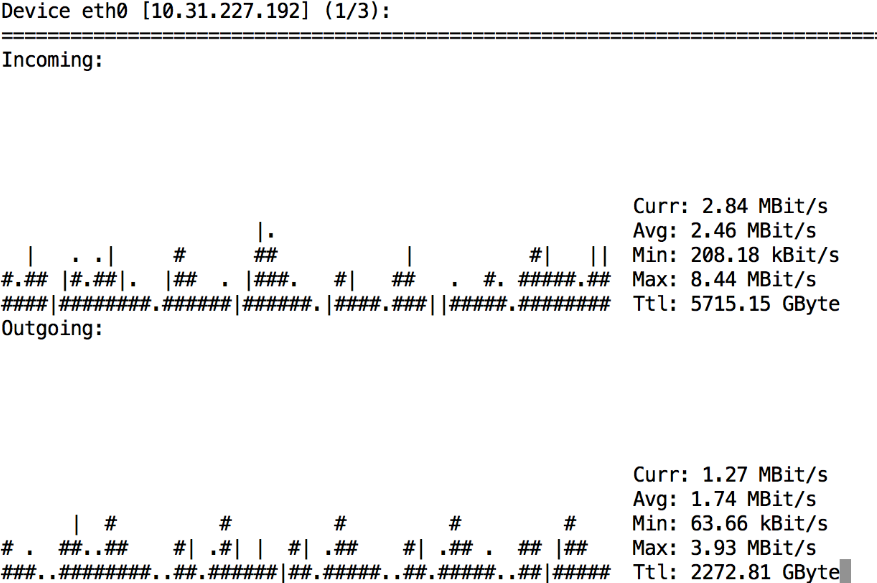 Device eth0 [10.31.227.192] (1/3):
============================================================================
Incoming:
                                                       Curr: 2.84 MBit/s
                      |.                               Avg: 2.46 MBit/s
  |   . .|     #      ##           |          #|   ||  Min: 208.18 kBit/s
#.## |#.##|.  |##  . |###.   #|   ##   .  #. #####.##  Max: 8.44 MBit/s
####|########.######|######.|####.###||#####.########  Ttl: 5715.15 GByte
Outgoing:
                                                       Curr: 1.27 MBit/s
                                                       Avg: 1.74 MBit/s
      |  #         #         #         #         #     Min: 63.66 kBit/s
# .  ##..##    #| .#| |  #| .##    #| .## .  ## |##    Max: 3.93 MBit/s
###..########..##.######|##.#####..##.#####..##|#####  Ttl: 2272.81 GByte